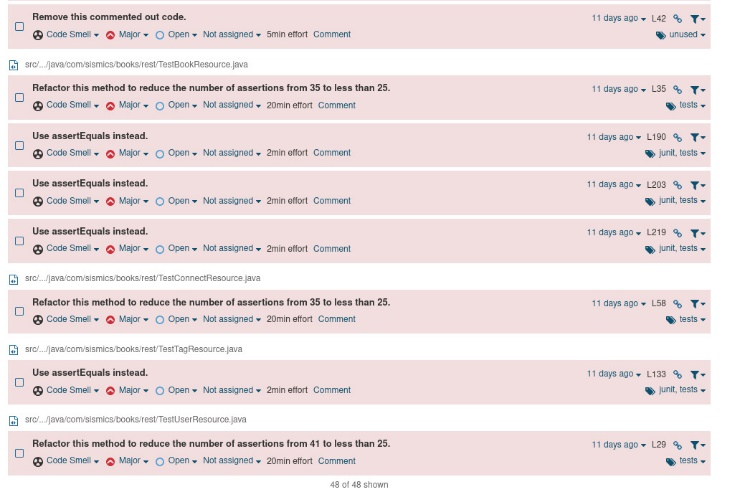 Remove this commented out code.
11 days ago L42
Code Smell Major Open Not assigned 5min effort Comment
unused
src/.../java/com/sismics/books/rest/TestBookResource.java
Refactor this method to reduce the number of assertions from 35 to less than 25.
11 days ago L35
Code Smell Major Open Not assigned 20min effort Comment
tests
Use assertEquals instead.
11 days ago L190
Code Smell Major Open Not assigned 2min effort Comment
junit, tests
Use assertEquals instead.
11 days ago L203
Code Smell Major Open Not assigned 2min effort Comment
junit, tests
Use assertEquals instead.
11 days ago L219
Code Smell Major Open Not assigned 2min effort Comment
junit, tests
src/.../java/com/sismics/books/rest/TestConnectResource.java
Refactor this method to reduce the number of assertions from 35 to less than 25.
11 days ago L58
Code Smell Major Open Not assigned 20min effort Comment
tests
src/.../java/com/sismics/books/rest/TestTagResource.java
Use assertEquals instead.
11 days ago L133
Code Smell Major Open Not assigned 2min effort Comment
junit, tests
src/.../java/com/sismics/books/rest/TestUserResource.java
Refactor this method to reduce the number of assertions from 41 to less than 25.
11 days ago L29
Code Smell Major Open Not assigned 20min effort Comment
tests
48 of 48 shown